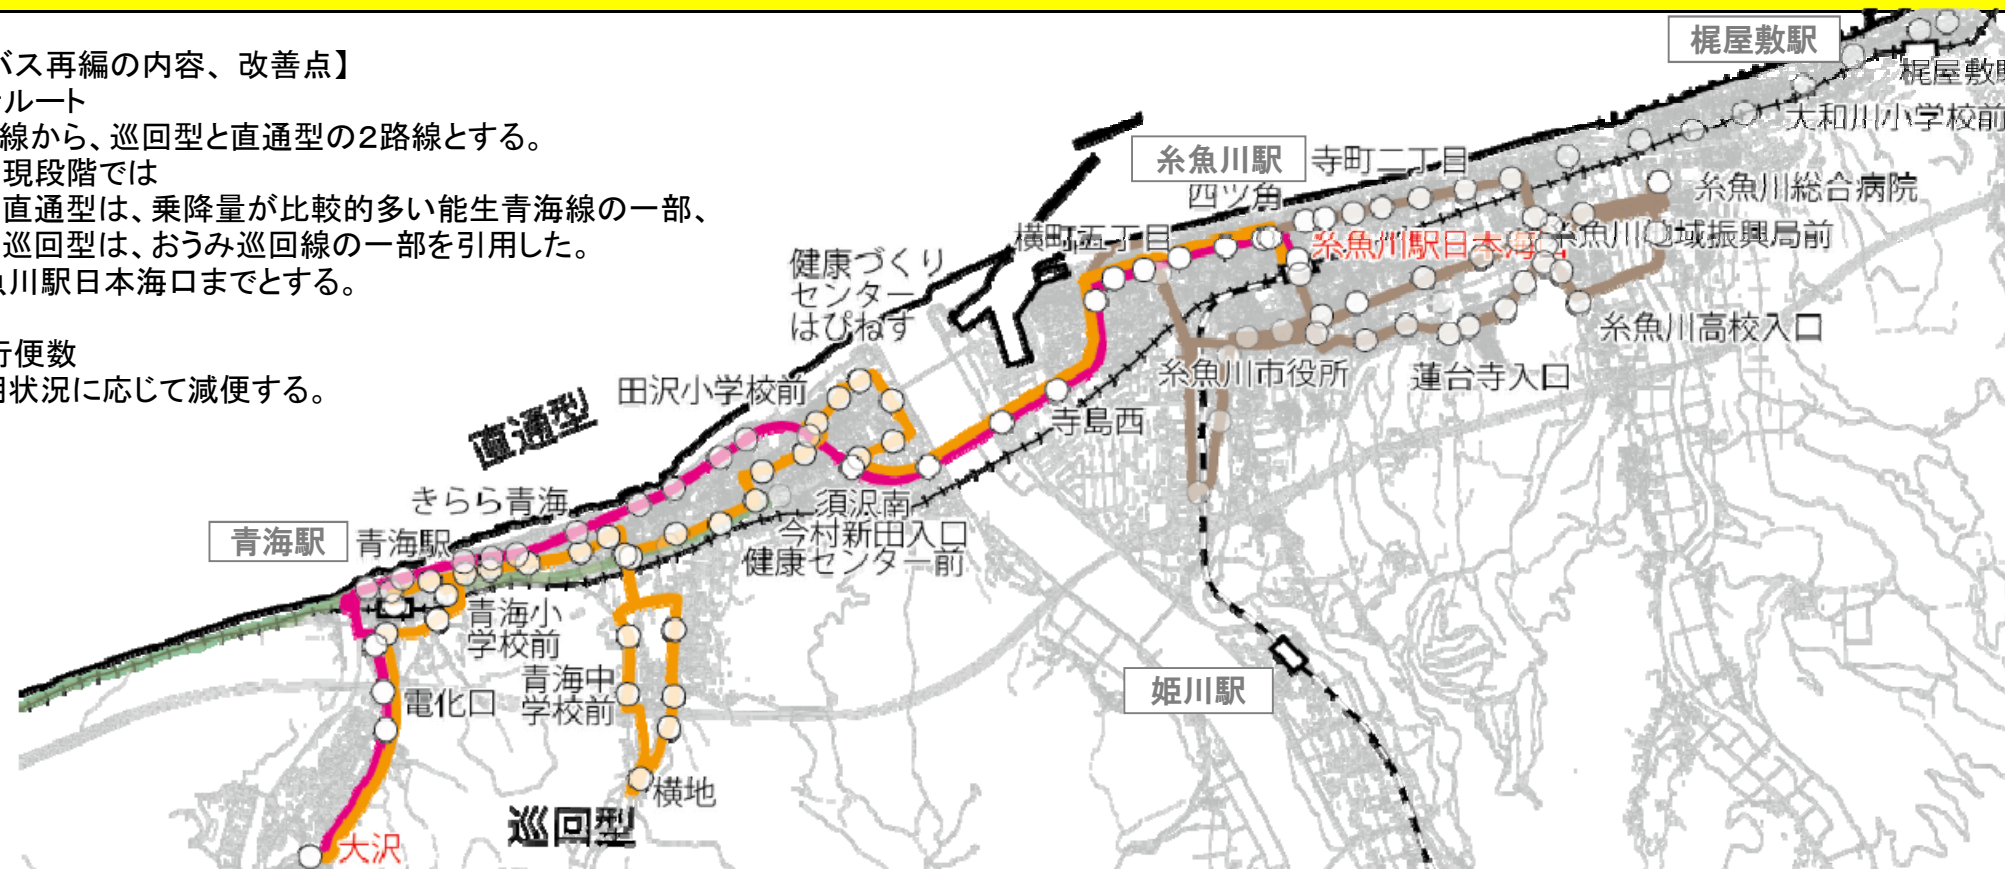 バス再編の内容、改善点】
ルート
線から、巡回型と直通型の2路線とする。
現段階では
直通型は、乗降量が比較的多い能生青海線の一部、
巡回型は、おうみ巡回線の一部を引用した。
魚川駅日本海口までとする。
行便数
用状況に応じて減便する。
梶屋敷駅
梶屋敷駅
大和川小学校前
糸魚川駅
寺町二丁目
四ツ角
糸魚川総合病院
横町五丁目
糸魚川駅日本海口
糸魚川地域振興局前
健康づくり
センター
はぴねす
糸魚川高校入口
糸魚川市役所
蓮台寺入口
田沢小学校前
直通型
寺島西
きらら青海
須沢南
今村新田入口
健康センター前
青海駅
青海駅
青海小
学校前
青海中
学校前
電化口
姫川駅
横地
巡回型
大沢